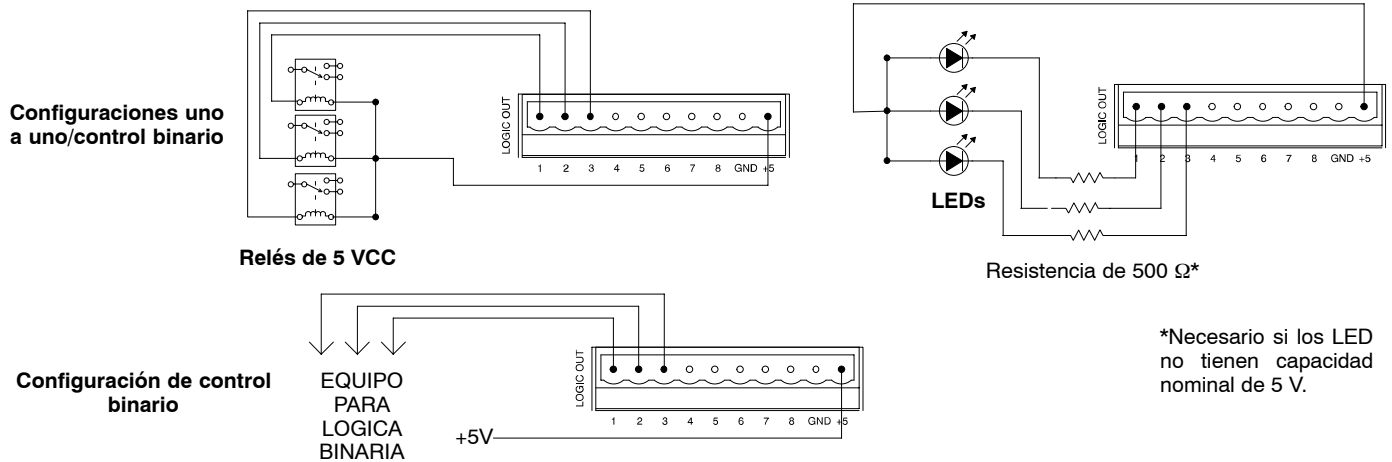 Configuraciones uno
a uno/control binario
LOGIC OUT
1 2 3 4 5 6 7 8 GND +5
Relés de 5 VCC
LOGIC OUT
1 2 3 4 5 6 7 8 GND +5
LEDs
Resistencia de 500 Ω*
*Necesario si los LED
no tienen capacidad
nominal de 5 V.
Configuración de control
binario
EQUIPO
PARA
LOGICA
BINARIA
+5V
LOGIC OUT
1 2 3 4 5 6 7 8 GND +5